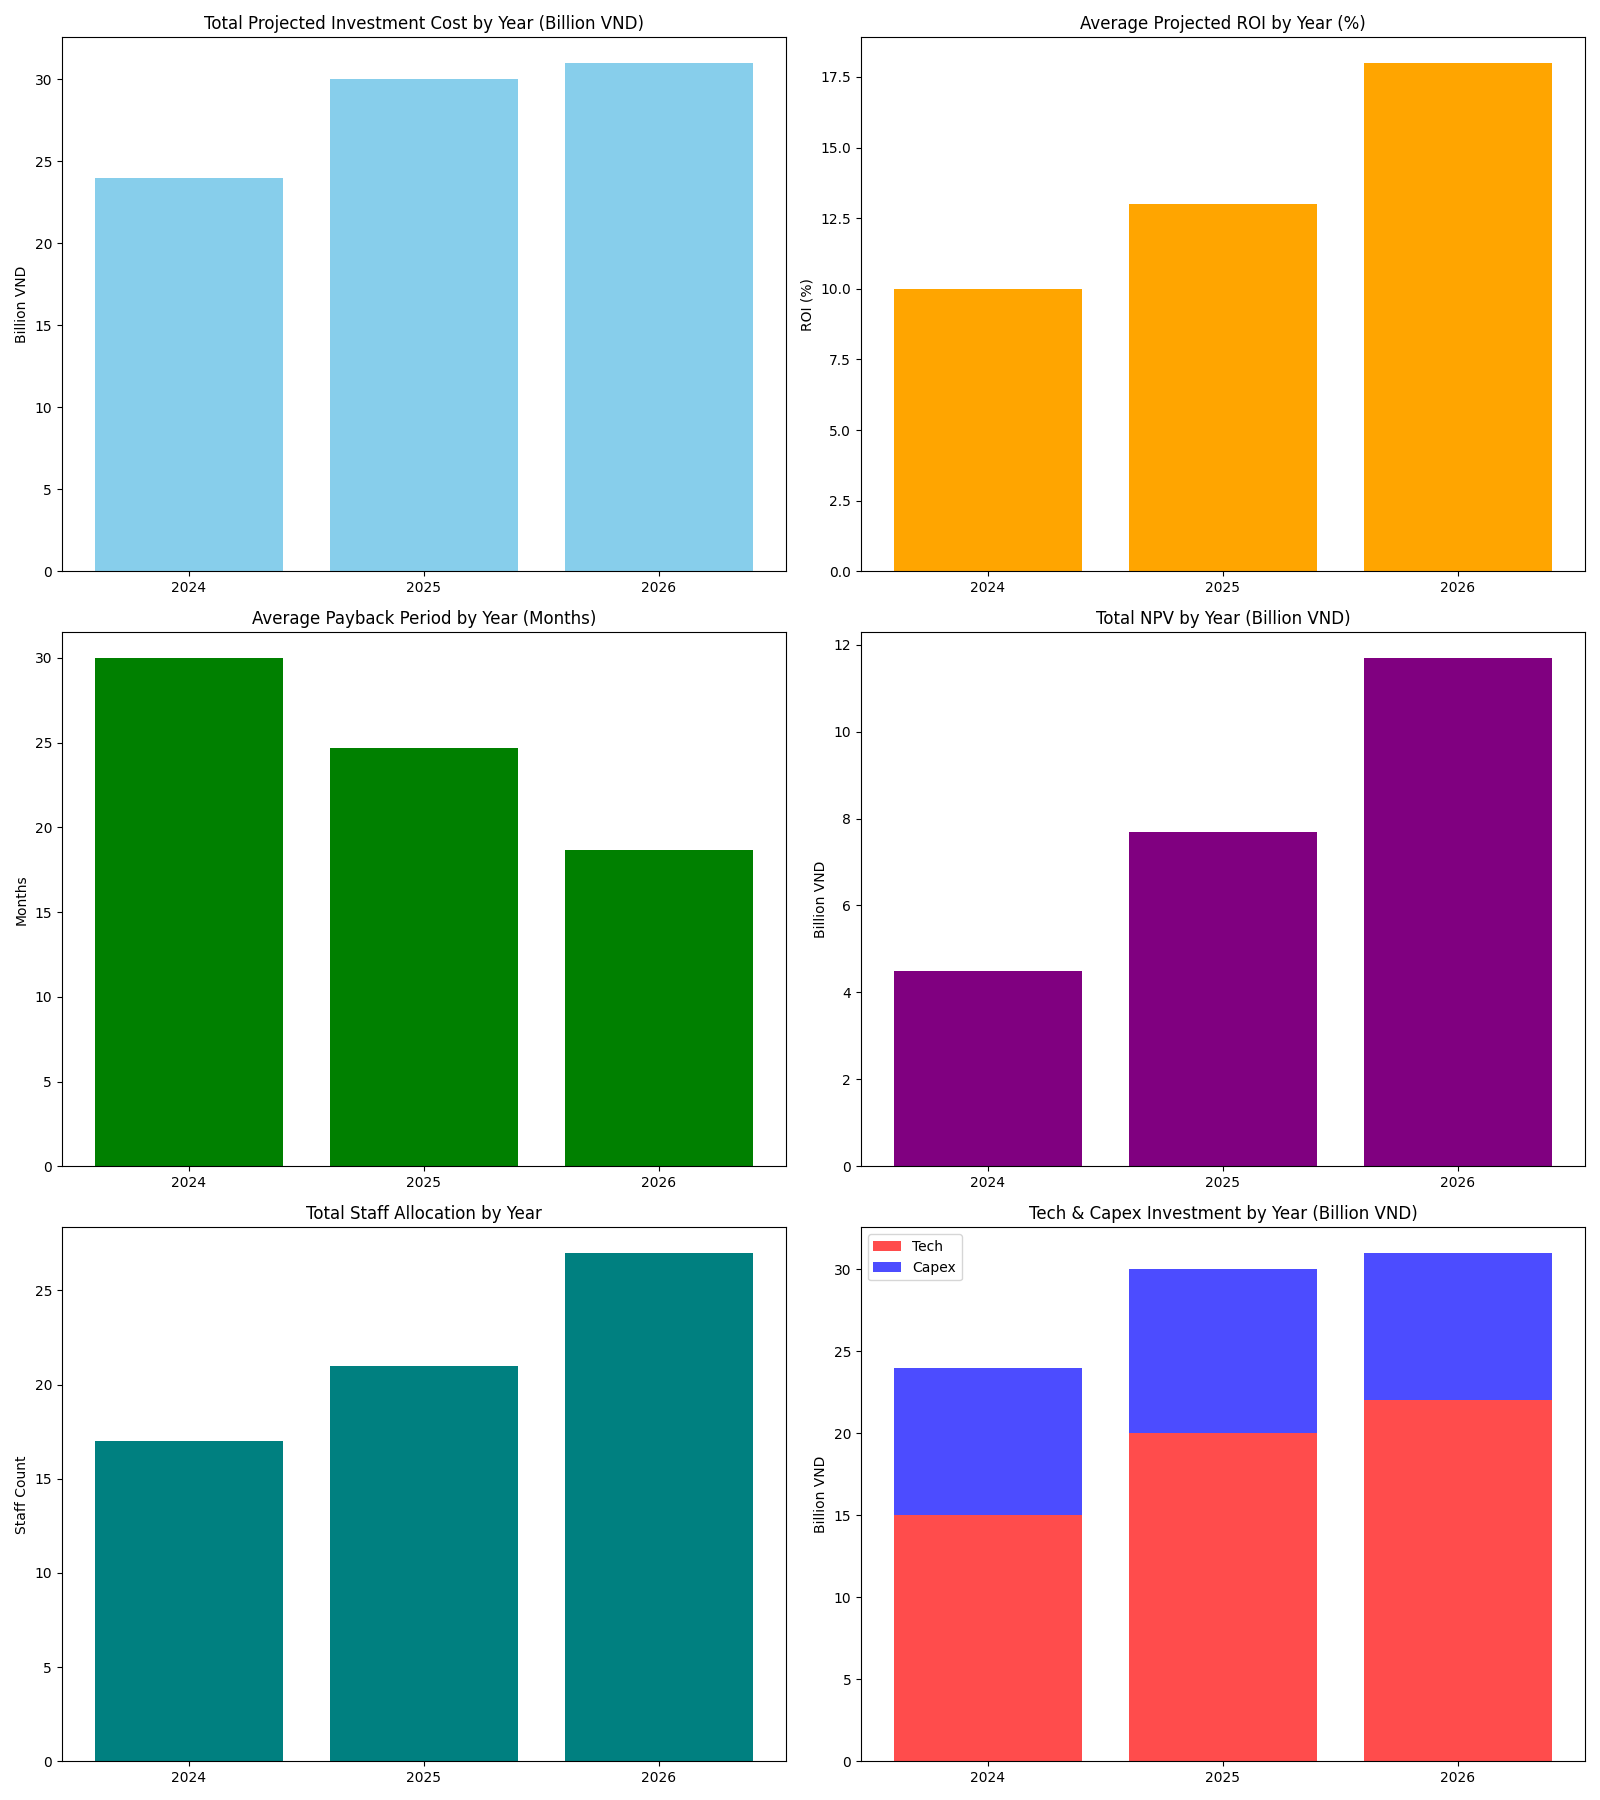 Total Projected Investment Cost by Year (Billion VND)
Billion VND
30
25
20
15
10
5
0
2024 2025 2026
Average Projected ROI by Year (%)
ROI (%)
17.5
15.0
12.5
10.0
7.5
5.0
2.5
0.0
2024 2025 2026
Average Payback Period by Year (Months)
Months
30
25
20
15
10
5
0
2024 2025 2026
Total NPV by Year (Billion VND)
Billion VND
12
10
8
6
4
2
0
2024 2025 2026
Total Staff Allocation by Year
Staff Count
25
20
15
10
5
0
2024 2025 2026
Tech & Capex Investment by Year (Billion VND)
Tech
Capex
Billion VND
30
25
20
15
10
5
0
2024 2025 2026